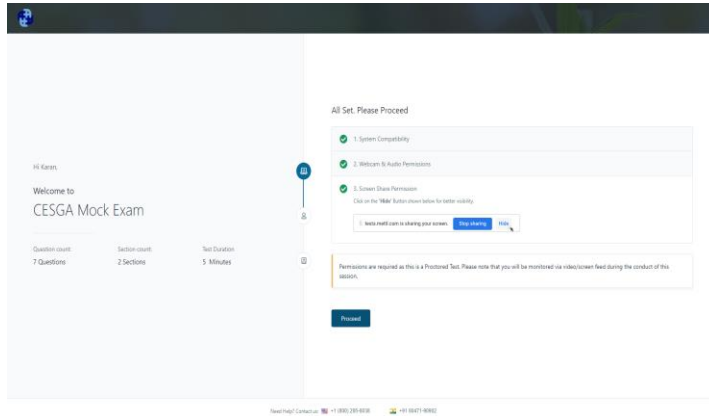 Hi Karan,
Welcome to
CESGA Mock Exam
Question count:
Section count:
Test Duration
7 Questions
2 Sections
5 Minutes
All Set. Please Proceed
1. System Compatibility
2. Webcam & Audio Permissions
3. Screen Share Permission
Click on the 'Hide' Button shown below for better visibility.
tests.mettl.com is sharing your screen. Stop sharing Hide
Permissions are required as this is a Proctored Test. Please note that you will be monitored via video/screen feed during the conduct of this
session.
Proceed
Need Help? Contact us: